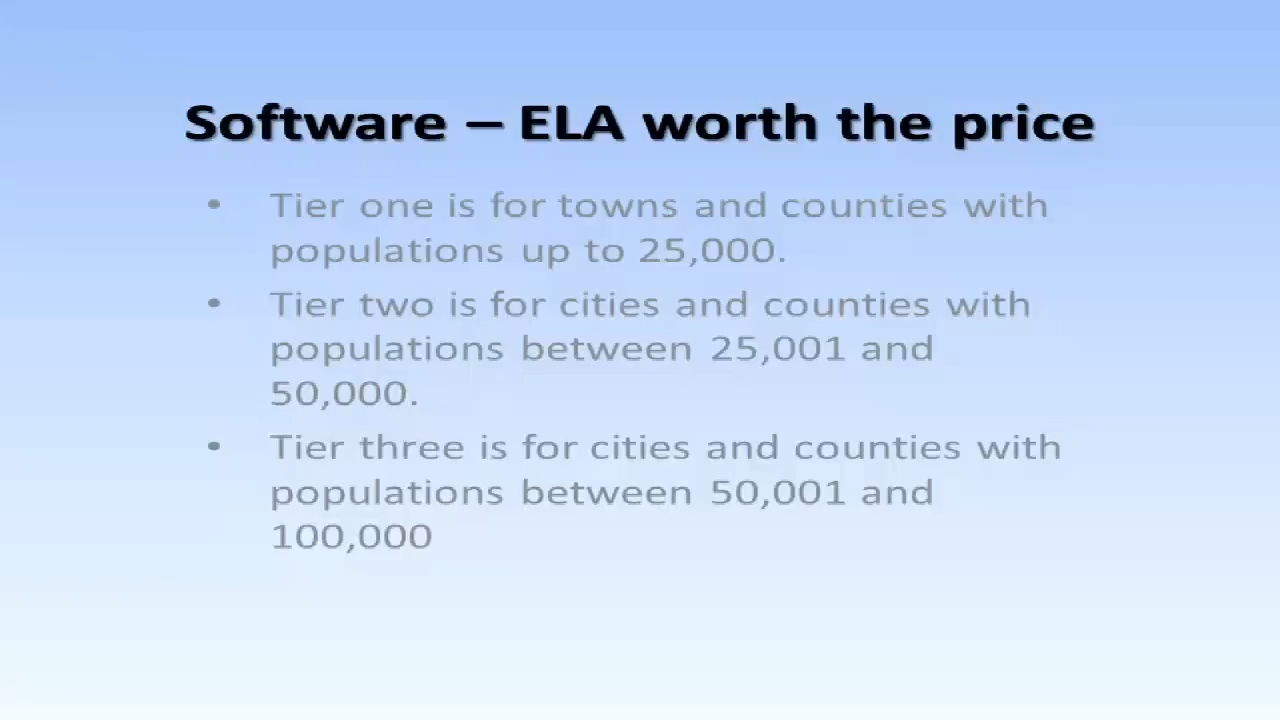 Software – ELA worth the price
• Tier one is for towns and counties with
populations up to 25,000.
• Tier two is for cities and counties with
populations between 25,001 and
50,000.
• Tier three is for cities and counties with
populations between 50,001 and
100,000